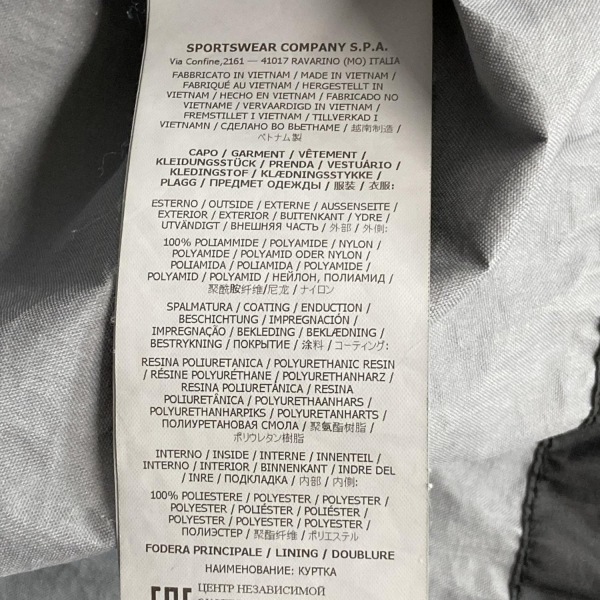 SPORTSWEAR COMPANY S.P.A.
Via Confine,2161 — 41017 RAVARINO (MO) ITALIA
FABBRICATO IN VIETNAM / MADE IN VIETNAM /
FABRIQUÉ AU VIETNAM / HERGESTELLT IN
VIETNAM / HECHO EN VIETNAM / FABRICADO NO
VIETNAME / VERVAARDIGD IN VIETNAM /
FREMSTILLET I VIETNAM / TILLVERKAD I
VIETNAMN / СДЕЛАНО ВО ВЬЕТНАМЕ / 越南制造 /
ベトナム製
CAPO / GARMENT / VÊTEMENT /
KLEIDUNGSSTÜCK / PRENDA / VESTUÁRIO /
KLEDINGSTOF / KLÆDNINGSSTYKKE /
PLAGG / ПРЕДМЕТ ОДЕЖДЫ / 服装 / 衣服:
ESTERNO / OUTSIDE / EXTERNE / AUSSENSEITE /
EXTERIOR / EXTERIOR / BUITENKANT / YDRE /
UTVÄNDIGT / ВНЕШНЯЯ ЧАСТЬ / 外部 / 外側:
100% POLIAMMIDE / POLYAMIDE / NYLON /
POLYAMIDE / POLYAMID ODER NYLON /
POLIAMIDA / POLIAMIDA / POLYAMIDE /
POLYAMID / POLYAMID / НЕЙЛОН, ПОЛИАМИД /
聚酰胺纤维/尼龙 / ナイロン
SPALMATURA / COATING / ENDUCTION /
BESCHICHTUNG / IMPREGNACIÓN /
IMPREGNAÇÃO / BEKLEDING / BEKLÆDNING /
BESTRYKNING / ПОКРЫТИЕ / 涂料 / コーティング:
RESINA POLIURETANICA / POLYURETHANIC RESIN
/ RÉSINE POLYURÉTHANE / POLYURETHANHARZ /
RESINA POLIURETÁNICA / RESINA
POLIURETÂNICA / POLYURETHAANHARS /
POLYURETHANHARPIKS / POLYURETANHARTS /
ПОЛИУРЕТАНОВАЯ СМОЛА / 聚氨酯树脂 /
ポリウレタン樹脂
INTERNO / INSIDE / INTERNE / INNENTEIL /
INTERNO / INTERIOR / BINNENKANT / INDRE DEL
/ INRE / ПОДКЛАДКА / 内部 / 内側:
100% POLIESTERE / POLYESTER / POLYESTER /
POLYESTER / POLIÉSTER / POLIÉSTER /
POLYESTER / POLYESTER / POLYESTER /
ПОЛИЭСТЕР / 聚酯纤维 / ポリエステル
FODERA PRINCIPALE / LINING / DOUBLURE
НАИМЕНОВАНИЕ: КУРТКА
ЦЕНТР НЕЗАВИСИМОЙ